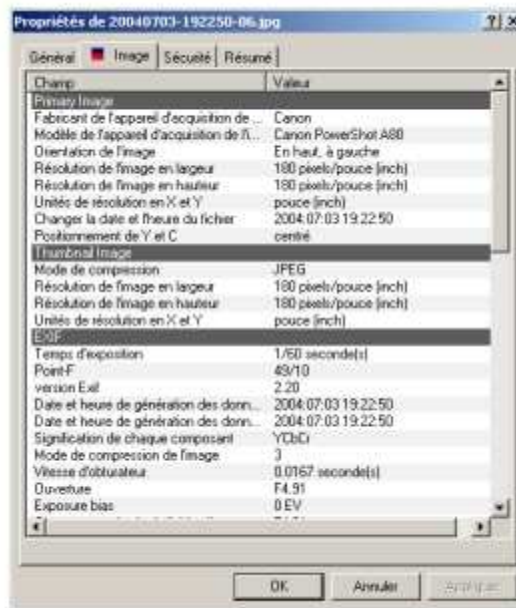 Propriétés de 20040703-192250-06.jpg
Général Image Sécurité Résumé
Champ Valeur
Primary Image
Fabricant de l'appareil d'acquisition de ... Canon
Modèle de l'appareil d'acquisition de l'i... Canon PowerShot A80
Orientation de l'image En haut, à gauche
Résolution de l'image en largeur 180 pixels/pouce (inch)
Résolution de l'image en hauteur 180 pixels/pouce (inch)
Unités de résolution en X et Y pouce (inch)
Changer la date et l'heure du fichier 2004:07:03 19:22:50
Positionnement de Y et C centré
Thumbnail Image
Mode de compression JPEG
Résolution de l'image en largeur 180 pixels/pouce (inch)
Résolution de l'image en hauteur 180 pixels/pouce (inch)
Unités de résolution en X et Y pouce (inch)
EXIF
Temps d'exposition 1/60 seconde(s)
Point-F 49/10
version Exif 2.20
Date et heure de génération des donn... 2004:07:03 19:22:50
Date et heure de génération des donn... 2004:07:03 19:22:50
Signification de chaque composant YCbCr
Mode de compression de l'image 3
Vitesse d'obturateur 0.0167 seconde(s)
Ouverture F4.91
Exposure bias 0 EV
OK Annuler Appliquer